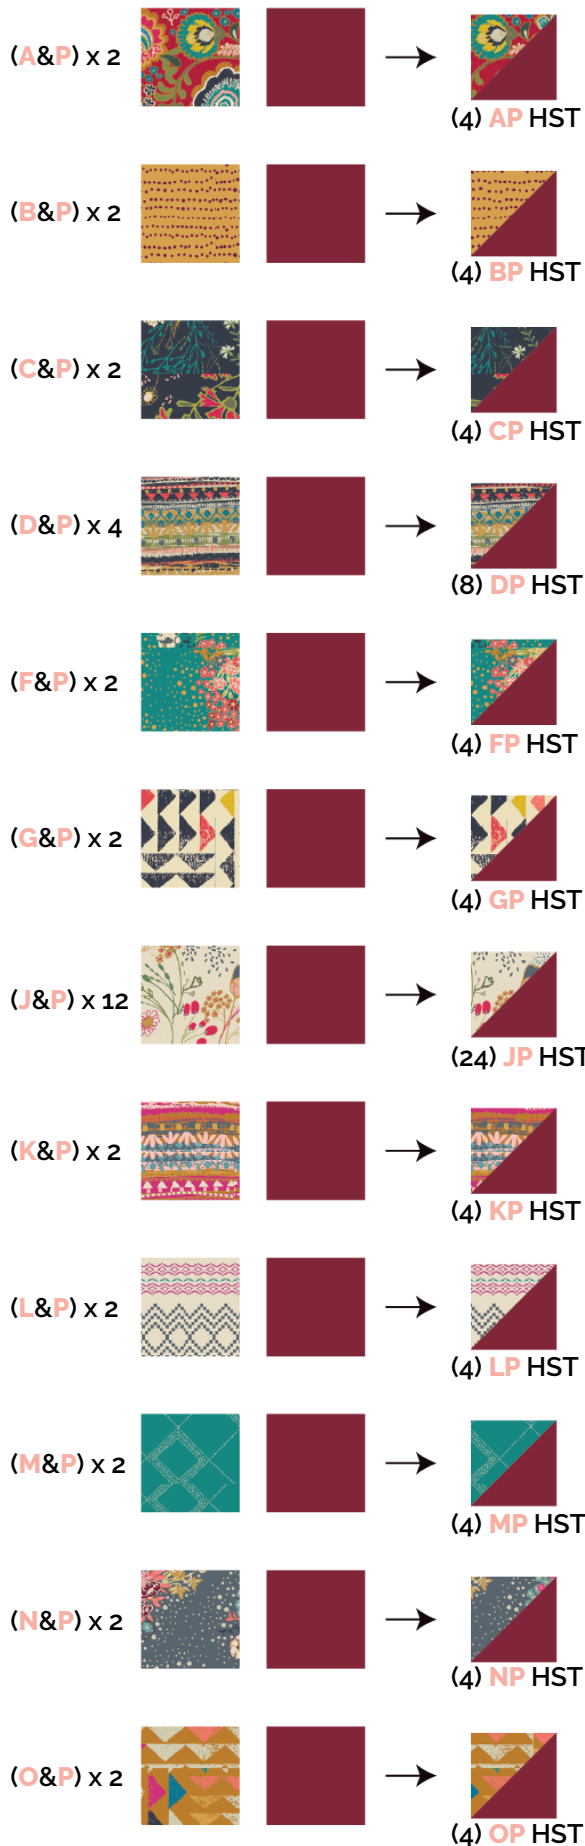 (A&P) x 2
(4) AP HST
(B&P) x 2
(4) BP HST
(C&P) x 2
(4) CP HST
(D&P) x 4
(8) DP HST
(F&P) x 2
(4) FP HST
(G&P) x 2
(4) GP HST
(J&P) x 12
(24) JP HST
(K&P) x 2
(4) KP HST
(L&P) x 2
(4) LP HST
(M&P) x 2
(4) MP HST
(N&P) x 2
(4) NP HST
(O&P) x 2
(4) OP HST